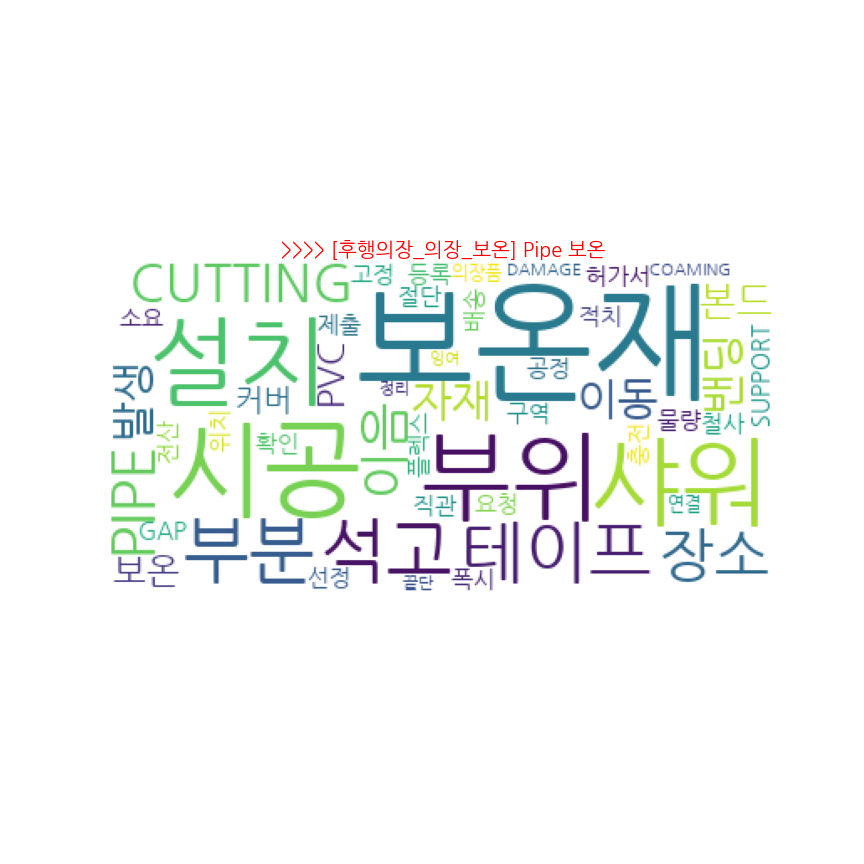 >>>> [후행의장_의장_보온] Pipe 보온
CUTTING
고정
등록
의장품
DAMAGE
허가서
COAMING
소요
제출
절단
배송
적치
본드
설치
보온재
잉여
공정
정리
발생
커버
PVC
자재
구역
이동
물량
철사
밴딩
SUPPORT
전산
위치
확인
이음
플렉스
충전
시공
부위
샤워
PIPE
직관
요청
연결
GAP
부분
석고
테이프
장소
보온
선정
끝단
폭시